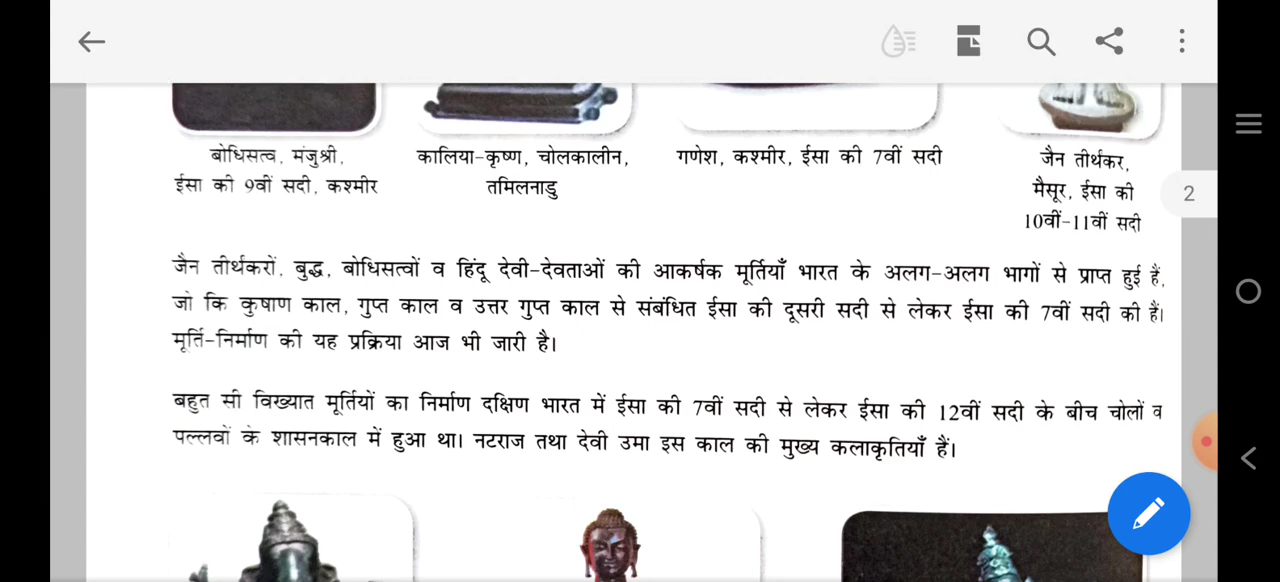 2
बोधिसत्व, मंजुश्री,
ईसा की 9वीं सदी, कश्मीर
कालिया-कृष्ण, चोलकालीन,
तमिलनाडु
गणेश, कश्मीर, ईसा की 7वीं सदी
जैन तीर्थकर,
मैसूर, ईसा की
10वीं-11वीं सदी
जैन तीर्थकरों, बुद्ध, बोधिसत्वों व हिंदू देवी-देवताओं की आकर्षक मूर्तियाँ भारत के अलग-अलग भागों से प्राप्त हुई हैं,
जो कि कुषाण काल, गुप्त काल व उत्तर गुप्त काल से संबंधित ईसा की दूसरी सदी से लेकर ईसा की 7वीं सदी की हैं।
मूर्ति-निर्माण की यह प्रक्रिया आज भी जारी है।
बहुत सी विख्यात मूर्तियों का निर्माण दक्षिण भारत में ईसा की 7वीं सदी से लेकर ईसा की 12वीं सदी के बीच चोलों व
पल्लवों के शासनकाल में हुआ था। नटराज तथा देवी उमा इस काल की मुख्य कलाकृतियाँ हैं।